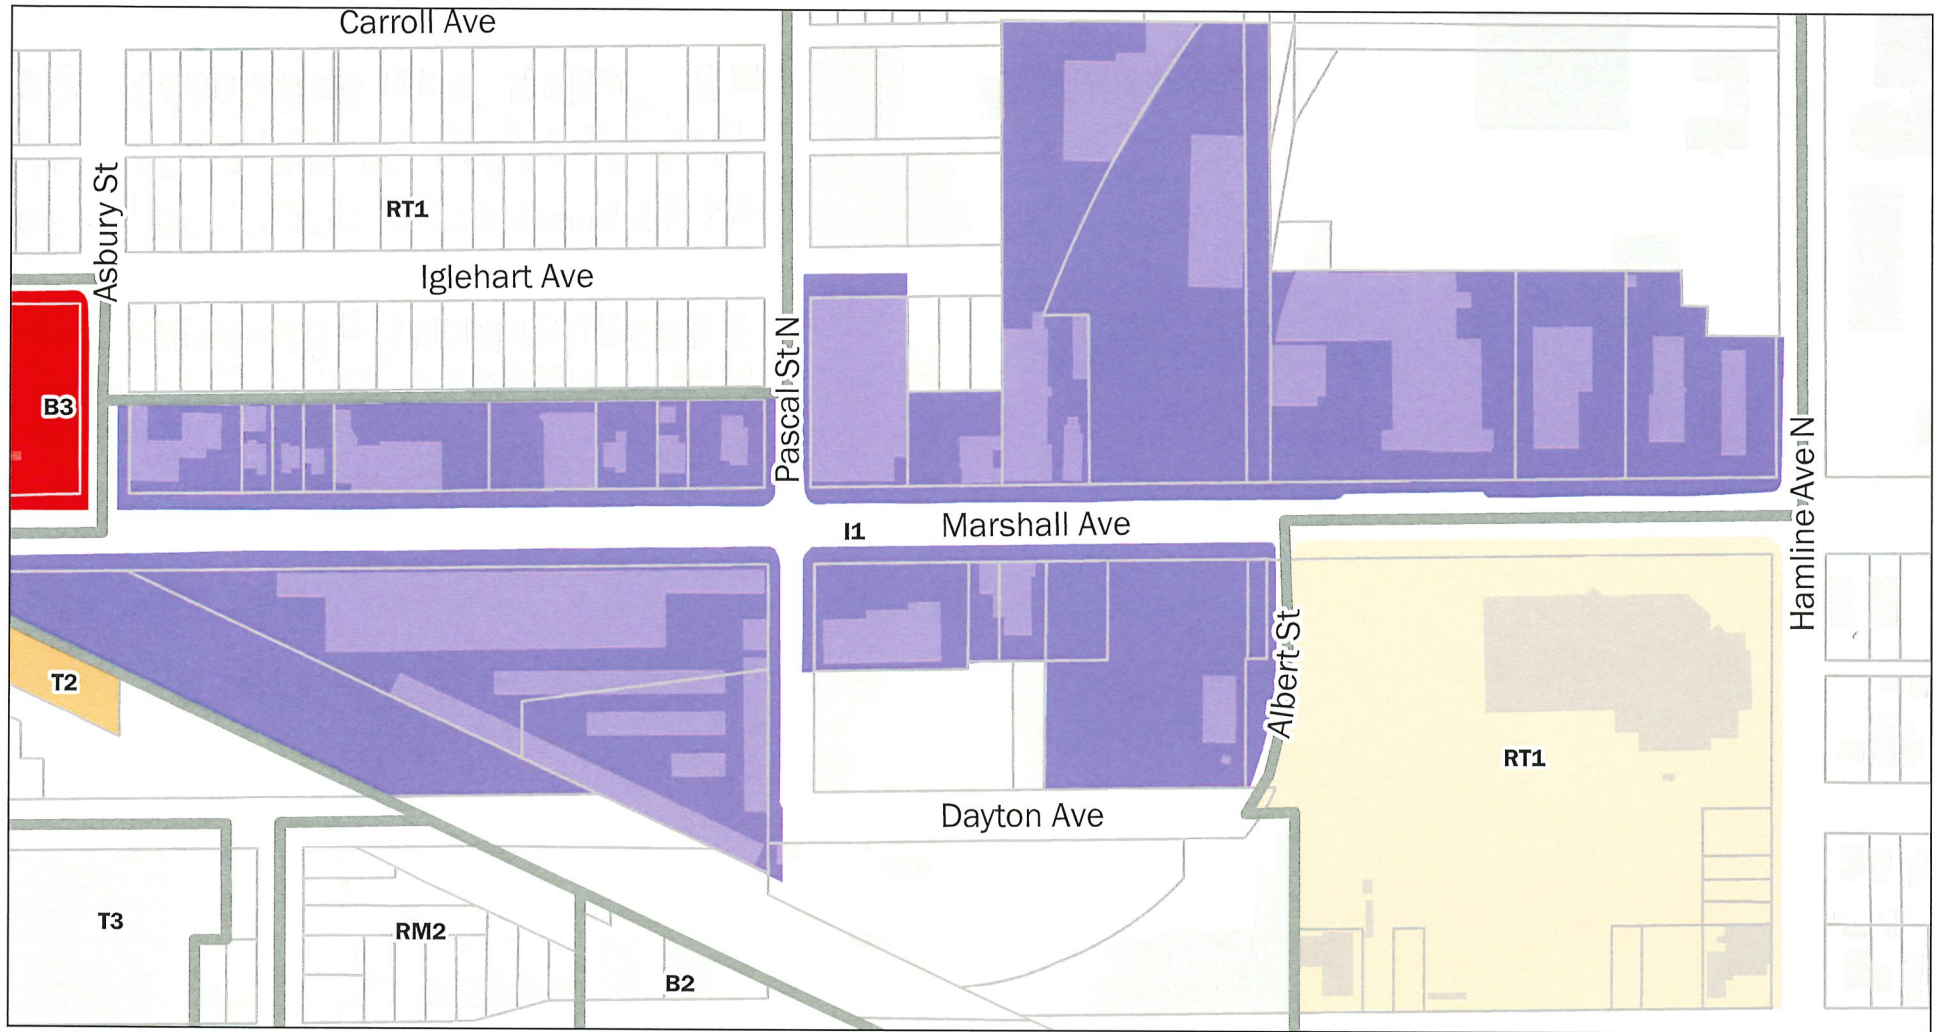 Carroll Ave
Asbury St
RT1
Iglehart Ave
Pascal St N
B3
I1
Marshall Ave
Hamline Ave N
Albert St
T2
RT1
Dayton Ave
T3
RM2
B2